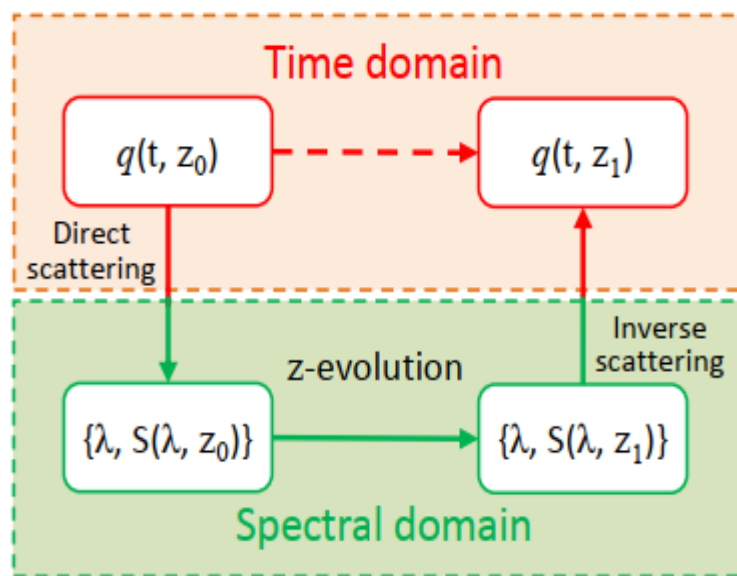 Time domain
q(t, z₀)
q(t, z₁)
Direct
scattering
Inverse
scattering
z-evolution
{λ, S(λ, z₀)}
{λ, S(λ, z₁)}
Spectral domain